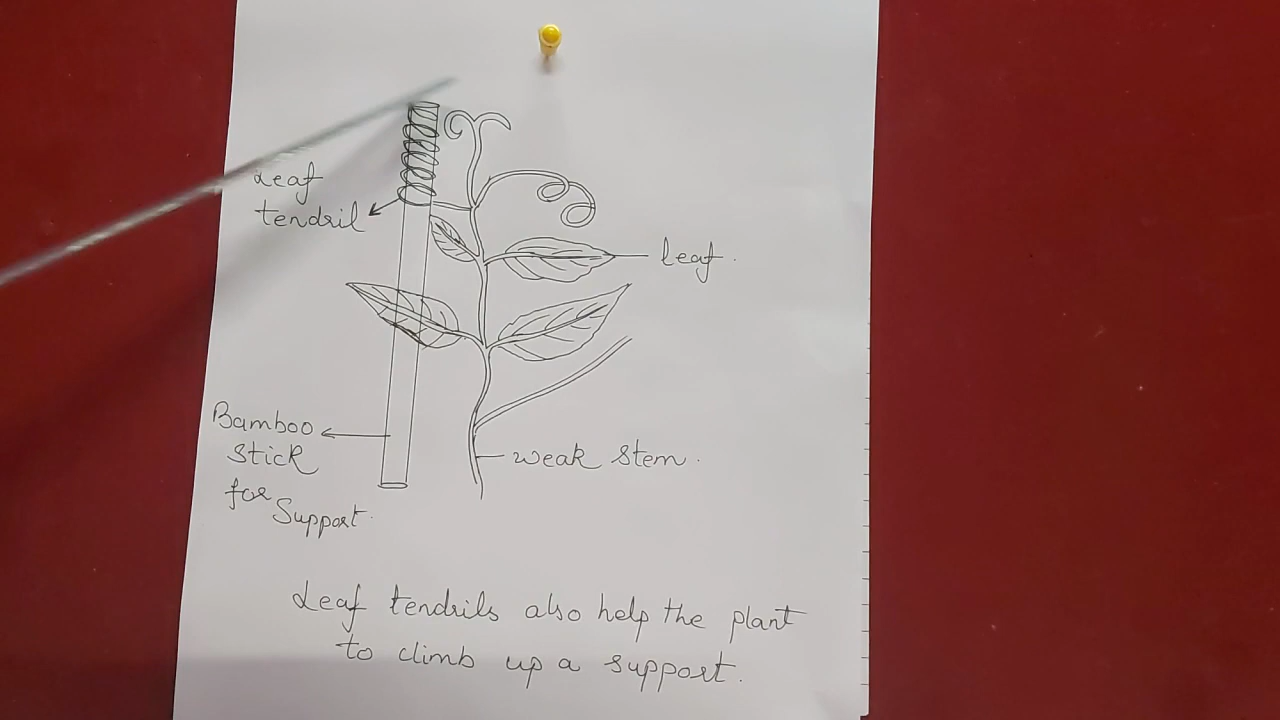 Leaf
tendril
leaf.
Bamboo
stick
for
Support.
weak stem.
Leaf tendrils also help the plant
to climb up a support.